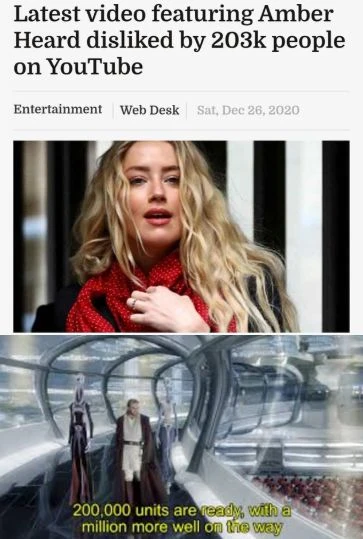 Latest video featuring Amber
Heard disliked by 203k people
on YouTube
Entertainment Web Desk Sat, Dec 26, 2020
200,000 units are ready, with a
million more well on the way